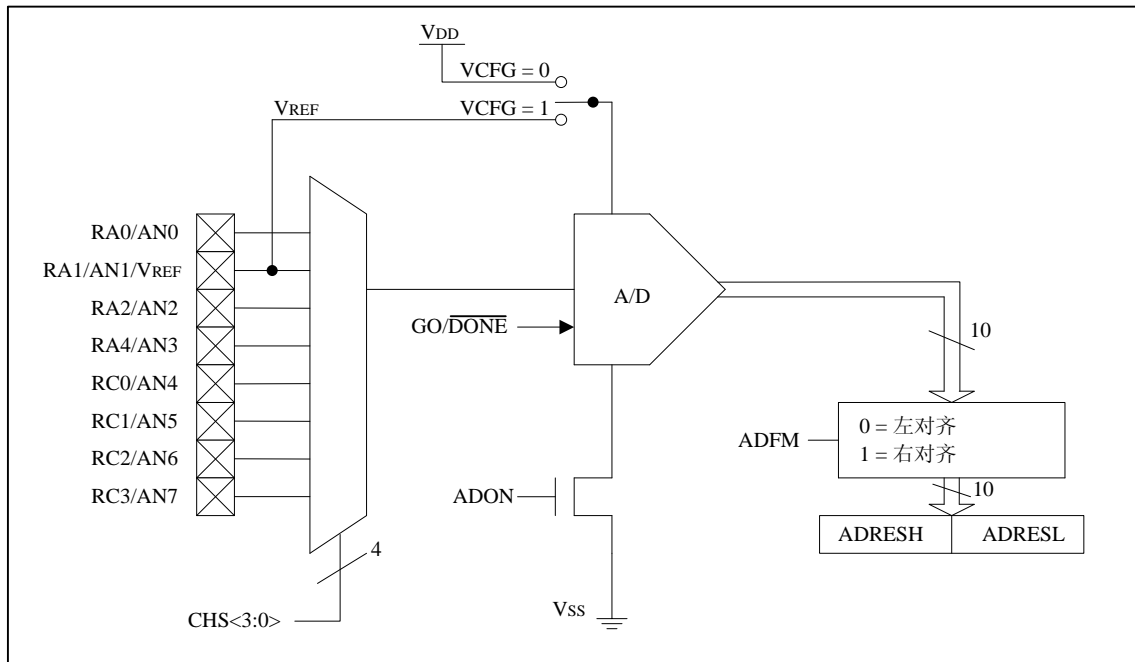 VDD
VCFG = 0
VREF
VCFG = 1
RA0/AN0
RA1/AN1/VREF
RA2/AN2
RA4/AN3
RC0/AN4
RC1/AN5
RC2/AN6
RC3/AN7
A/D
GO/DONE
10
ADFM
0 = 左对齐
1 = 右对齐
10
ADON
ADRESH
ADRESL
4
CHS<3:0>
VSS